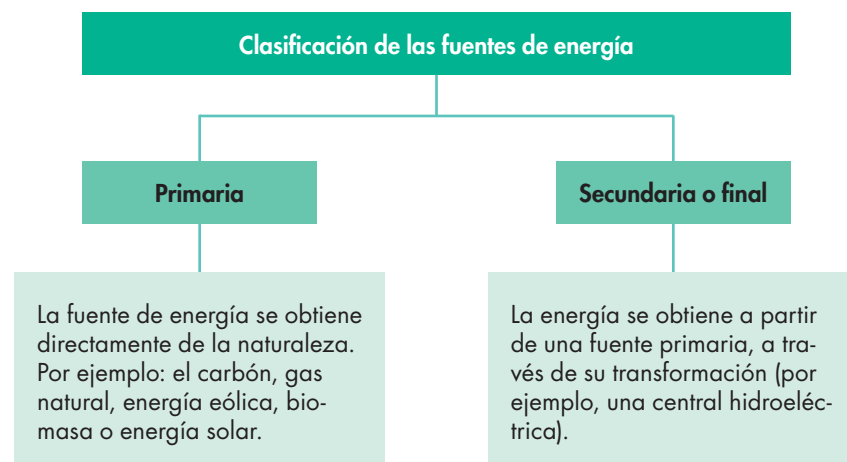 Clasificación de las fuentes de energía
Primaria
Secundaria o final
La fuente de energía se obtiene
directamente de la naturaleza.
Por ejemplo: el carbón, gas
natural, energía eólica, bio-
masa o energía solar.
La energía se obtiene a partir
de una fuente primaria, a tra-
vés de su transformación (por
ejemplo, una central hidroeléc-
trica).